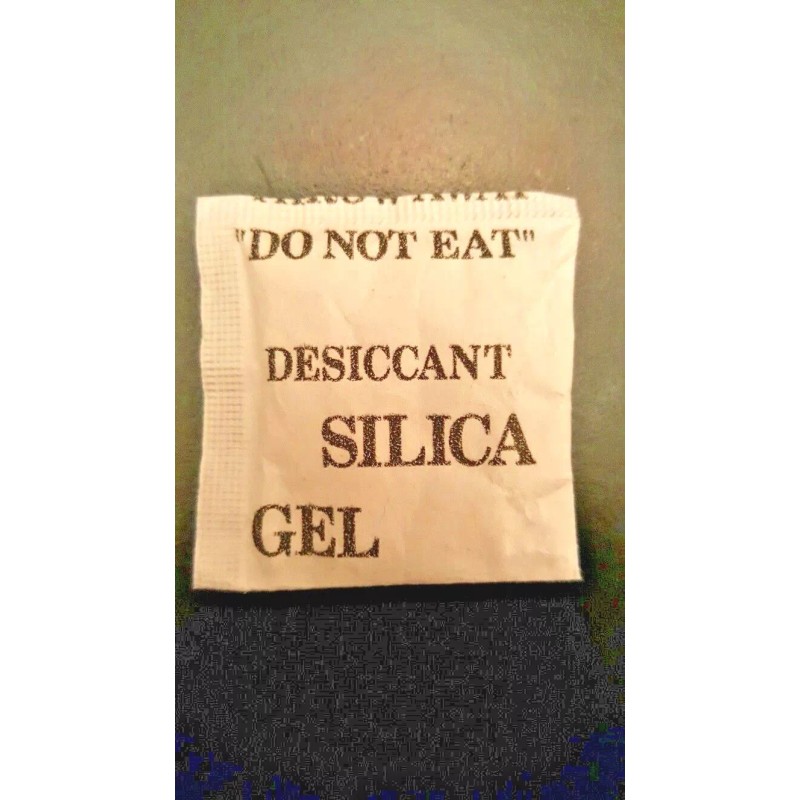 "DO NOT EAT"
DESICCANT
SILICA
GEL